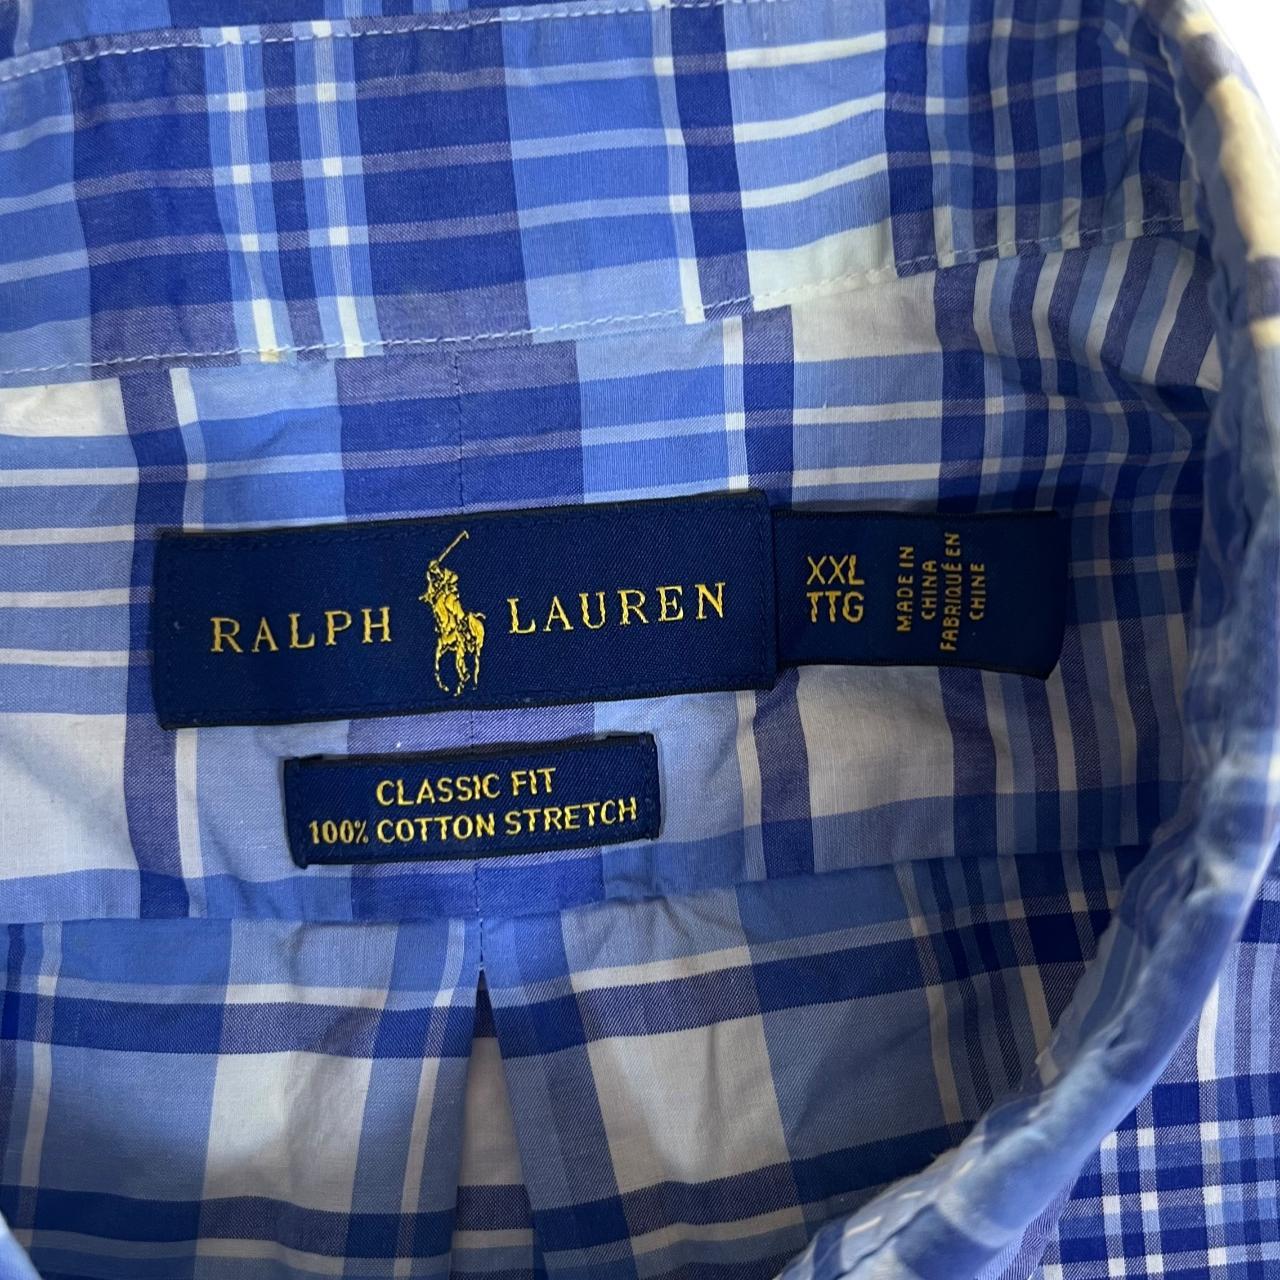 RALPH LAUREN
XXL
TTG
MADE IN
CHINA
FABRIQUÉ EN
CHINE
CLASSIC FIT
100% COTTON STRETCH